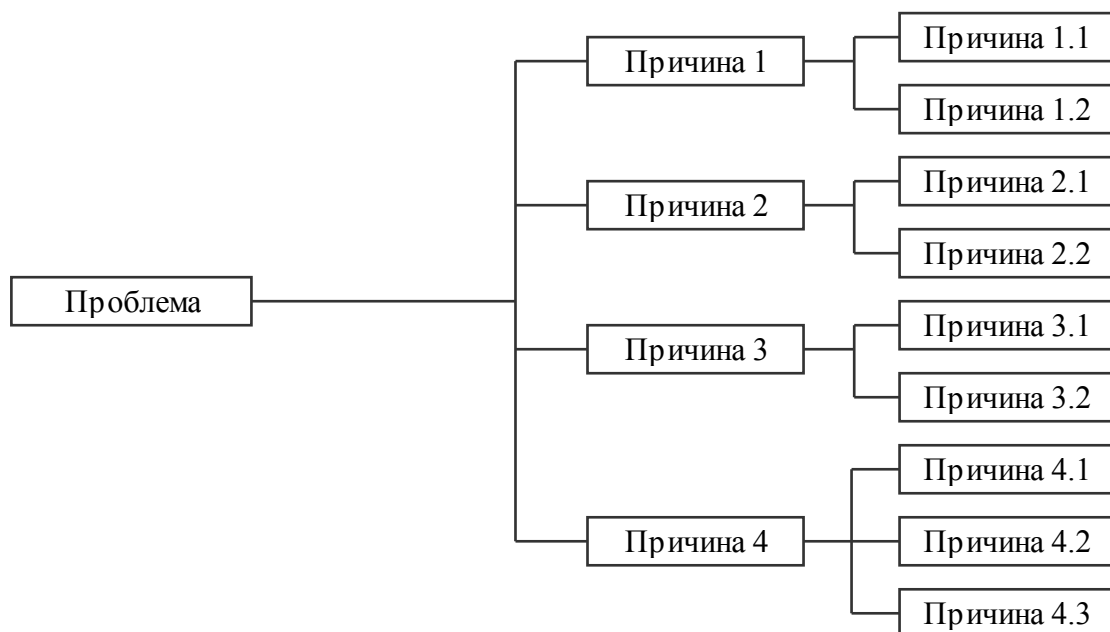 Проблема
Причина 1
Причина 1.1
Причина 1.2
Причина 2
Причина 2.1
Причина 2.2
Причина 3
Причина 3.1
Причина 3.2
Причина 4
Причина 4.1
Причина 4.2
Причина 4.3